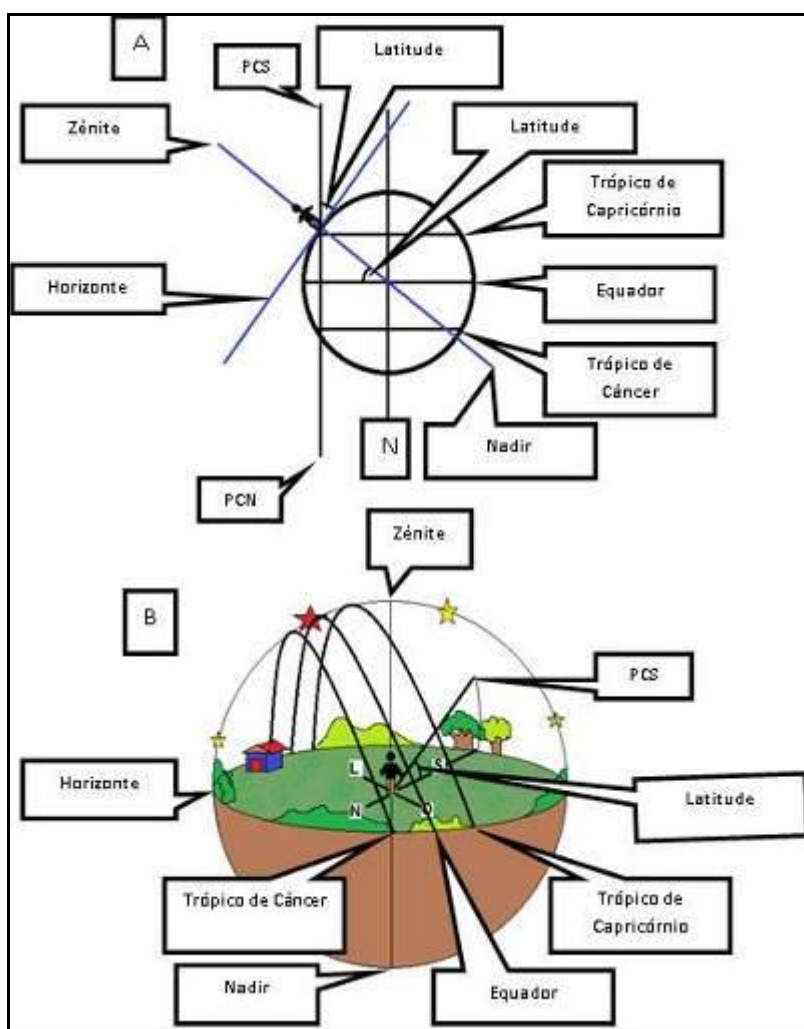 A
Latitude
PCS
Latitude
Zénite
Trópico de
Capricórnio
Horizonte
Equador
Trópico de
Câncer
N
Nadir
PCN
Zénite
B
PCS
L
S
Horizonte
Latitude
N
O
Trópico de Câncer
Trópico de
Capricórnio
Nadir
Equador